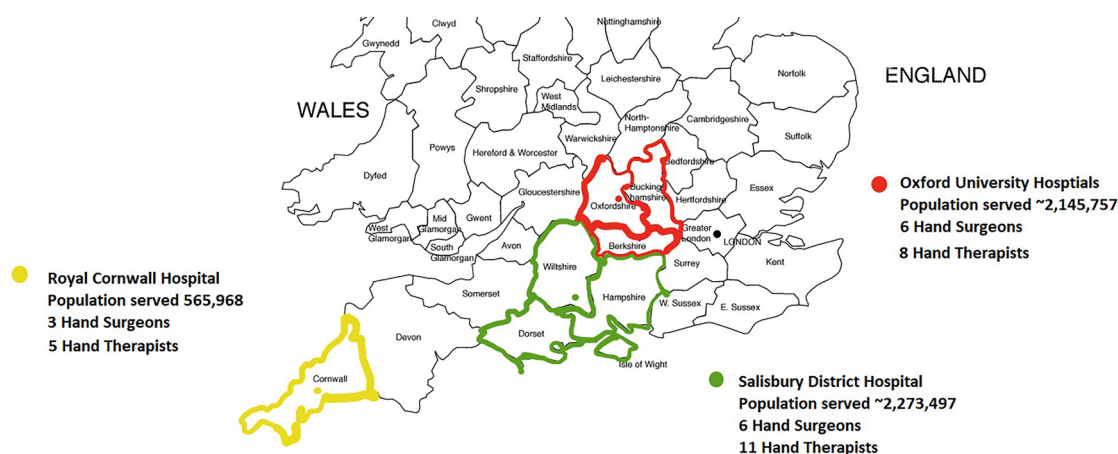 Clwyd
Nottinghamshire
Gwynedd
Staffordshire
Leichestershire
Norfolk
ENGLAND
Shropshire
West
Midlands
WALES
North-
Hamptonshire
Cambridgeshire
Suffolk
Warwickshire
Powys
Hereford & Worcester
Bedfordshire
Dyfed
Gloucestershire
Bucking
hamshire
Oxfordshire
Hertfordshire
Essex
Oxford University Hosptials
Population served ~2,145,757
6 Hand Surgeons
8 Hand Therapists
Mid
Glamorgan
Gwent
West
Glamorgan
South
Glamorgan
Avon
Berkshire
Greater
London
LONDON
Kent
Surrey
Wiltshire
Royal Cornwall Hospital
Population served 565,968
3 Hand Surgeons
5 Hand Therapists
Somerset
Hampshire
W. Sussex
E. Sussex
Devon
Dorset
Isle of Wight
Cornwall
Salisbury District Hospital
Population served ~2,273,497
6 Hand Surgeons
11 Hand Therapists